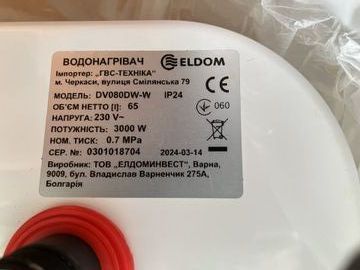 ВОДОНАГРІВАЧ ELDOM
Імпортер: „ГВС-ТЕХНІКА"
м. Черкаси, вулиця Смілянська 79
МОДЕЛЬ: DV080DW-W IP24
ОБ'ЄМ НЕТТО [l]: 65
НАПРУГА: 230 V~
060
ПОТУЖНІСТЬ: 3000 W
НОМ. ТИСК: 0.7 MPa
СЕР. №: 0301018704 2024-03-14
Виробник: ТОВ „ЕЛДОМИНВЕСТ", Варна,
9009, бул. Владислав Варненчик 275А,
Болгарія
CE